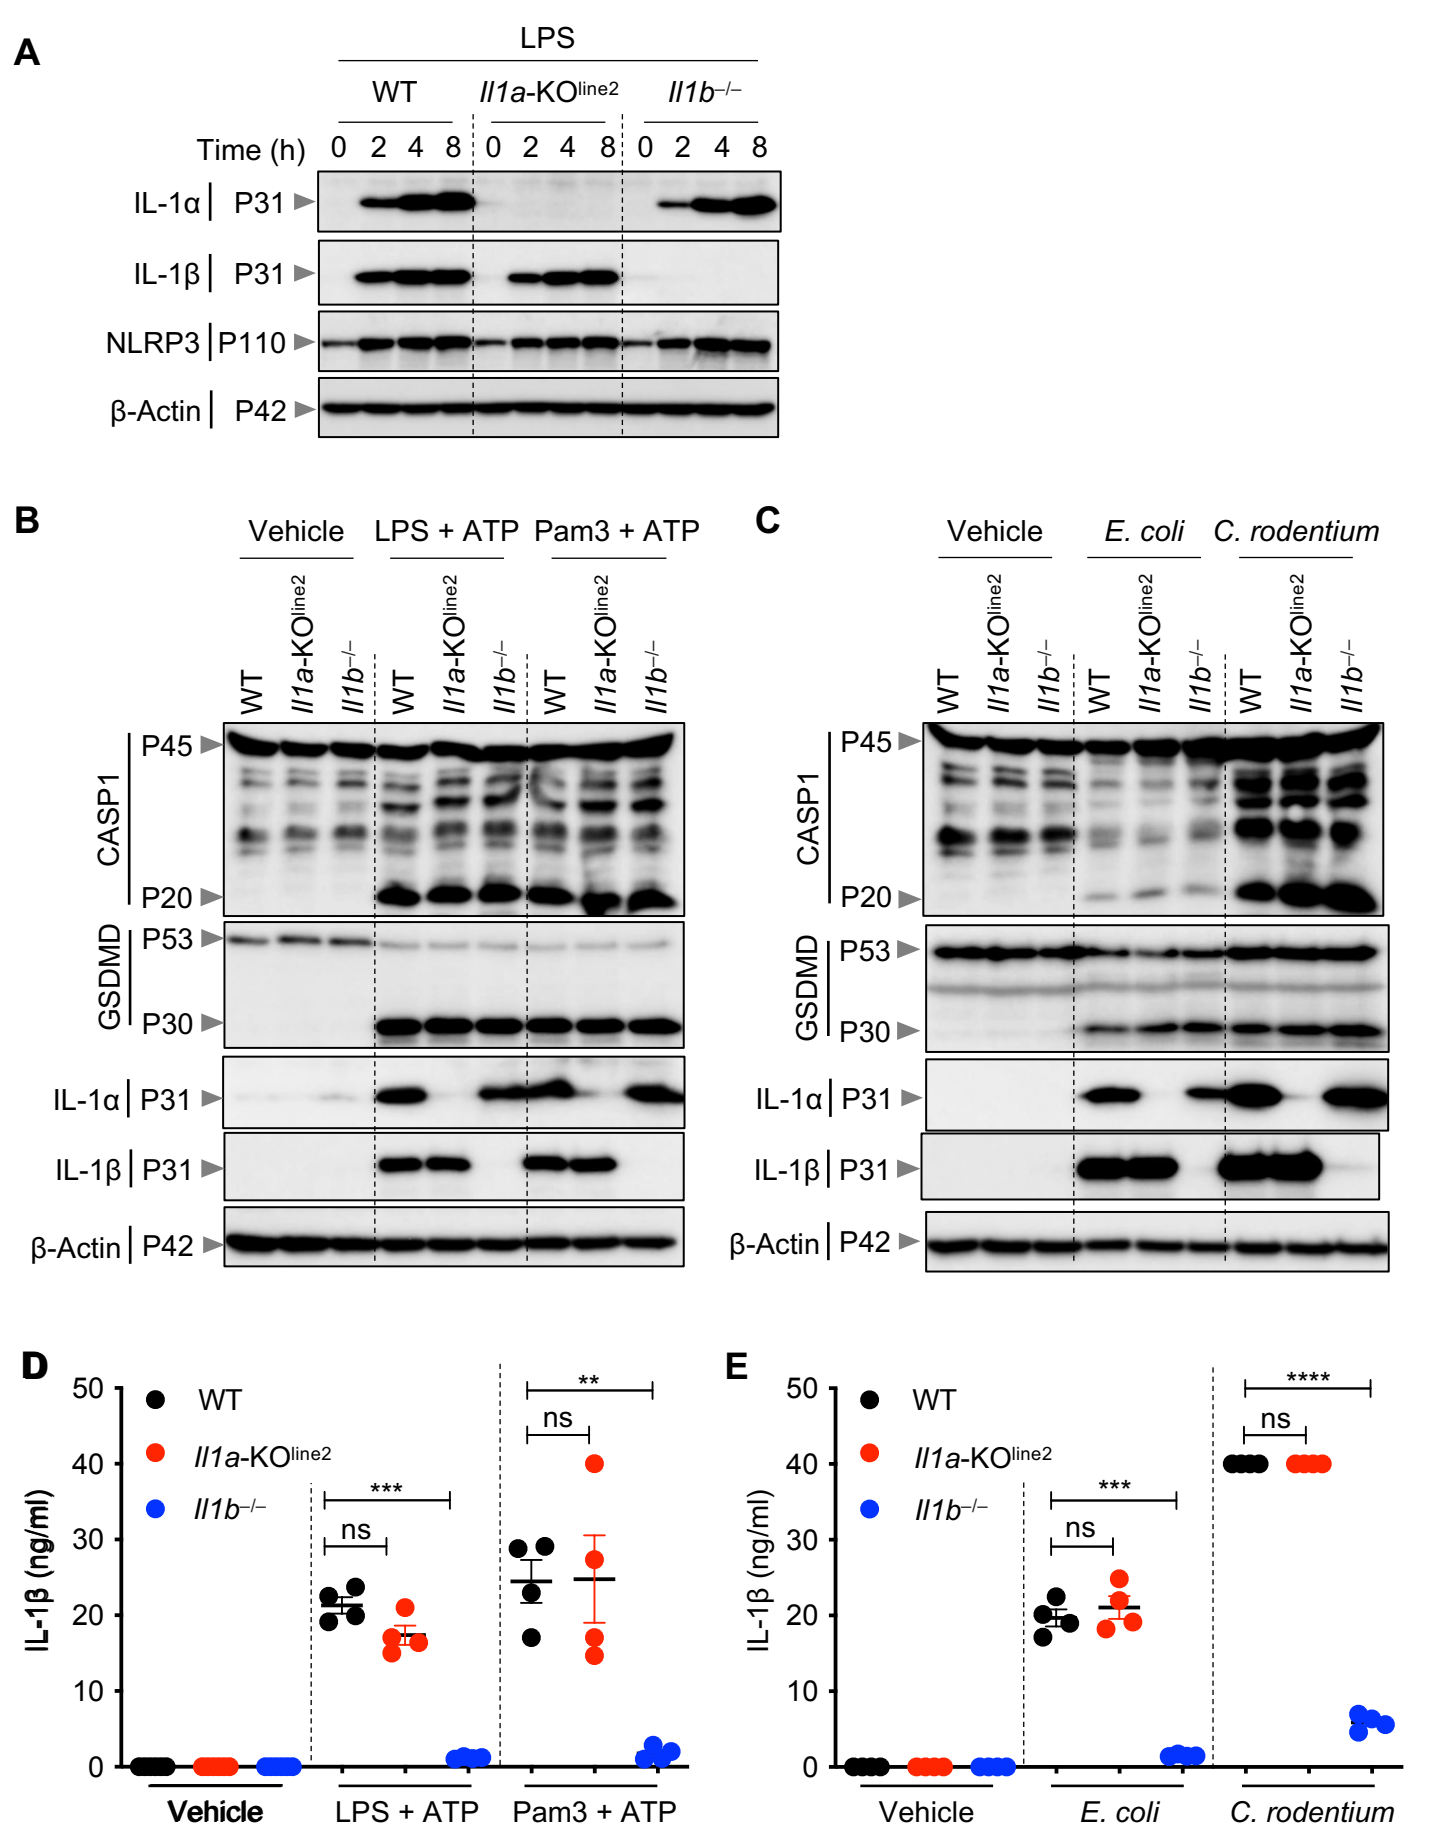 A
LPS
WT Il1a-KOline2 Il1b–/–
Time (h) 0 2 4 8 0 2 4 8 0 2 4 8
IL-1α P31
IL-1β P31
NLRP3 P110
β-Actin P42
B
Vehicle LPS + ATP Pam3 + ATP
WT Il1a-KOline2 Il1b–/– WT Il1a-KOline2 Il1b–/– WT Il1a-KOline2 Il1b–/–
CASP1
P45
P20
GSDMD
P53
P30
IL-1α P31
IL-1β P31
β-Actin P42
C
Vehicle E. coli C. rodentium
WT Il1a-KOline2 Il1b–/– WT Il1a-KOline2 Il1b–/– WT Il1a-KOline2 Il1b–/–
CASP1
P45
P20
GSDMD
P53
P30
IL-1α P31
IL-1β P31
β-Actin P42
D
IL-1β (ng/ml)
50
40
30
20
10
0
WT
Il1a-KOline2
Il1b–/–
***
ns
**
ns
Vehicle LPS + ATP Pam3 + ATP
E
IL-1β (ng/ml)
50
40
30
20
10
0
WT
Il1a-KOline2
Il1b–/–
***
ns
****
ns
Vehicle E. coli C. rodentium